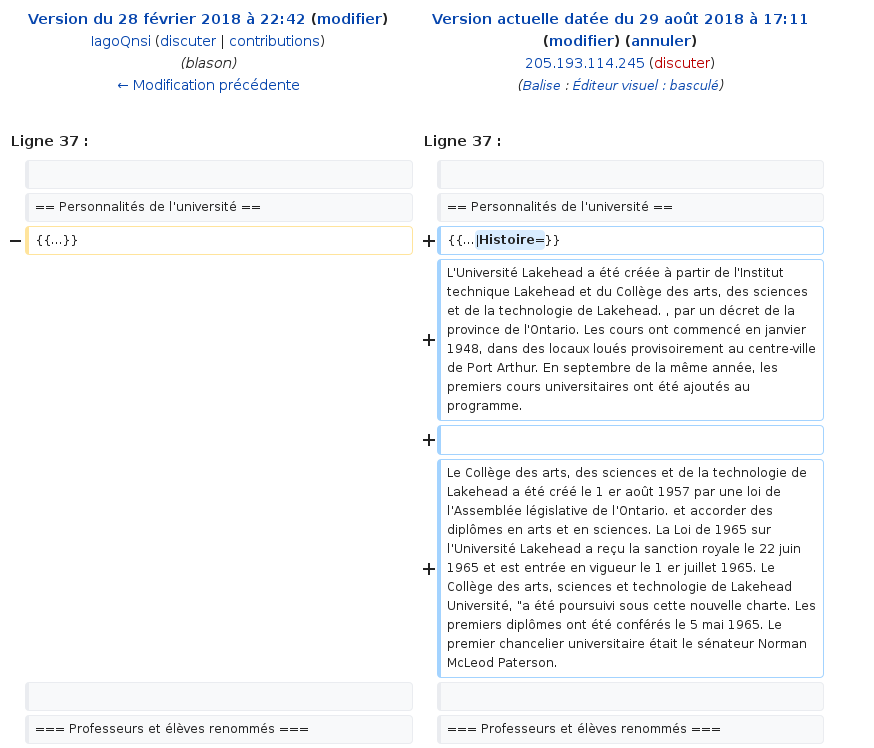 Version du 28 février 2018 à 22:42 (modifier)
IagoQnsi (discuter | contributions)
(blason)
← Modification précédente
Version actuelle datée du 29 août 2018 à 17:11
(modifier) (annuler)
205.193.114.245 (discuter)
(Balise : Éditeur visuel : basculé)
Ligne 37 :
Ligne 37 :
== Personnalités de l'université ==
== Personnalités de l'université ==
− {{...}}
+ {{...|Histoire=}}
+ L'Université Lakehead a été créée à partir de l'Institut
technique Lakehead et du Collège des arts, des sciences
et de la technologie de Lakehead. , par un décret de la
province de l'Ontario. Les cours ont commencé en janvier
1948, dans des locaux loués provisoirement au centre-ville
de Port Arthur. En septembre de la même année, les
premiers cours universitaires ont été ajoutés au
programme.
+
+ Le Collège des arts, des sciences et de la technologie de
Lakehead a été créé le 1 er août 1957 par une loi de
l'Assemblée législative de l'Ontario. et accorder des
diplômes en arts et en sciences. La Loi de 1965 sur
l'Université Lakehead a reçu la sanction royale le 22 juin
1965 et est entrée en vigueur le 1 er juillet 1965. Le
Collège des arts, sciences et technologie de Lakehead
Université, "a été poursuivi sous cette nouvelle charte. Les
premiers diplômes ont été conférés le 5 mai 1965. Le
premier chancelier universitaire était le sénateur Norman
McLeod Paterson.
=== Professeurs et élèves renommés ===
=== Professeurs et élèves renommés ===